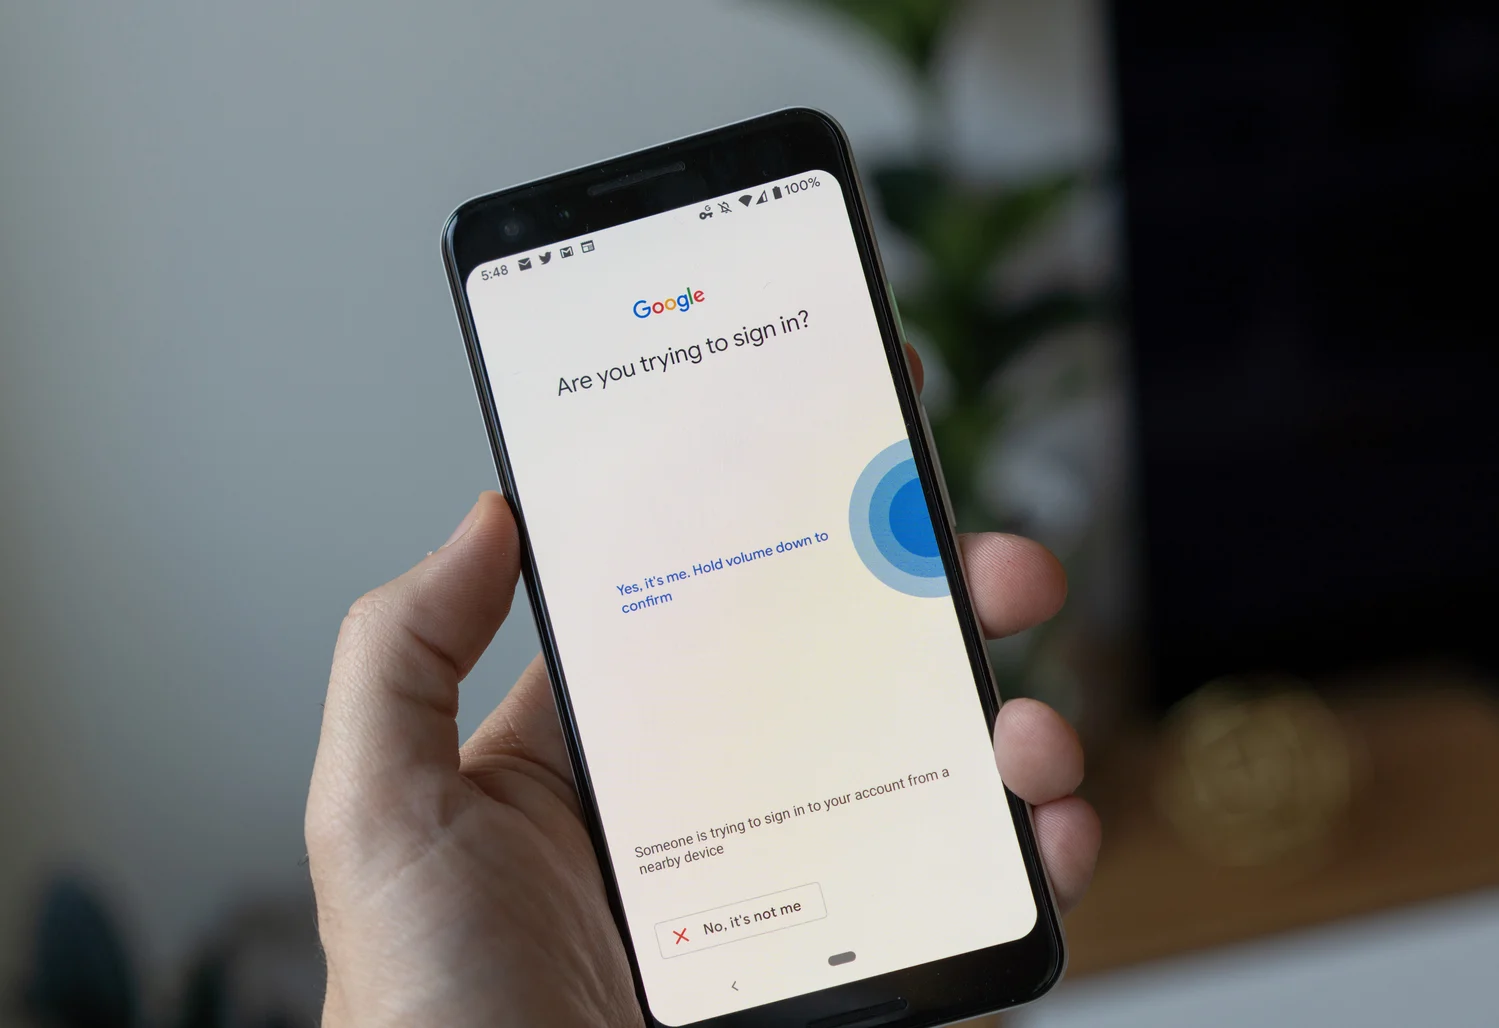 5:48
100%
Google
Are you trying to sign in?
Yes, it's me. Hold volume down to
confirm
Someone is trying to sign in to your account from a
nearby device
No, it's not me